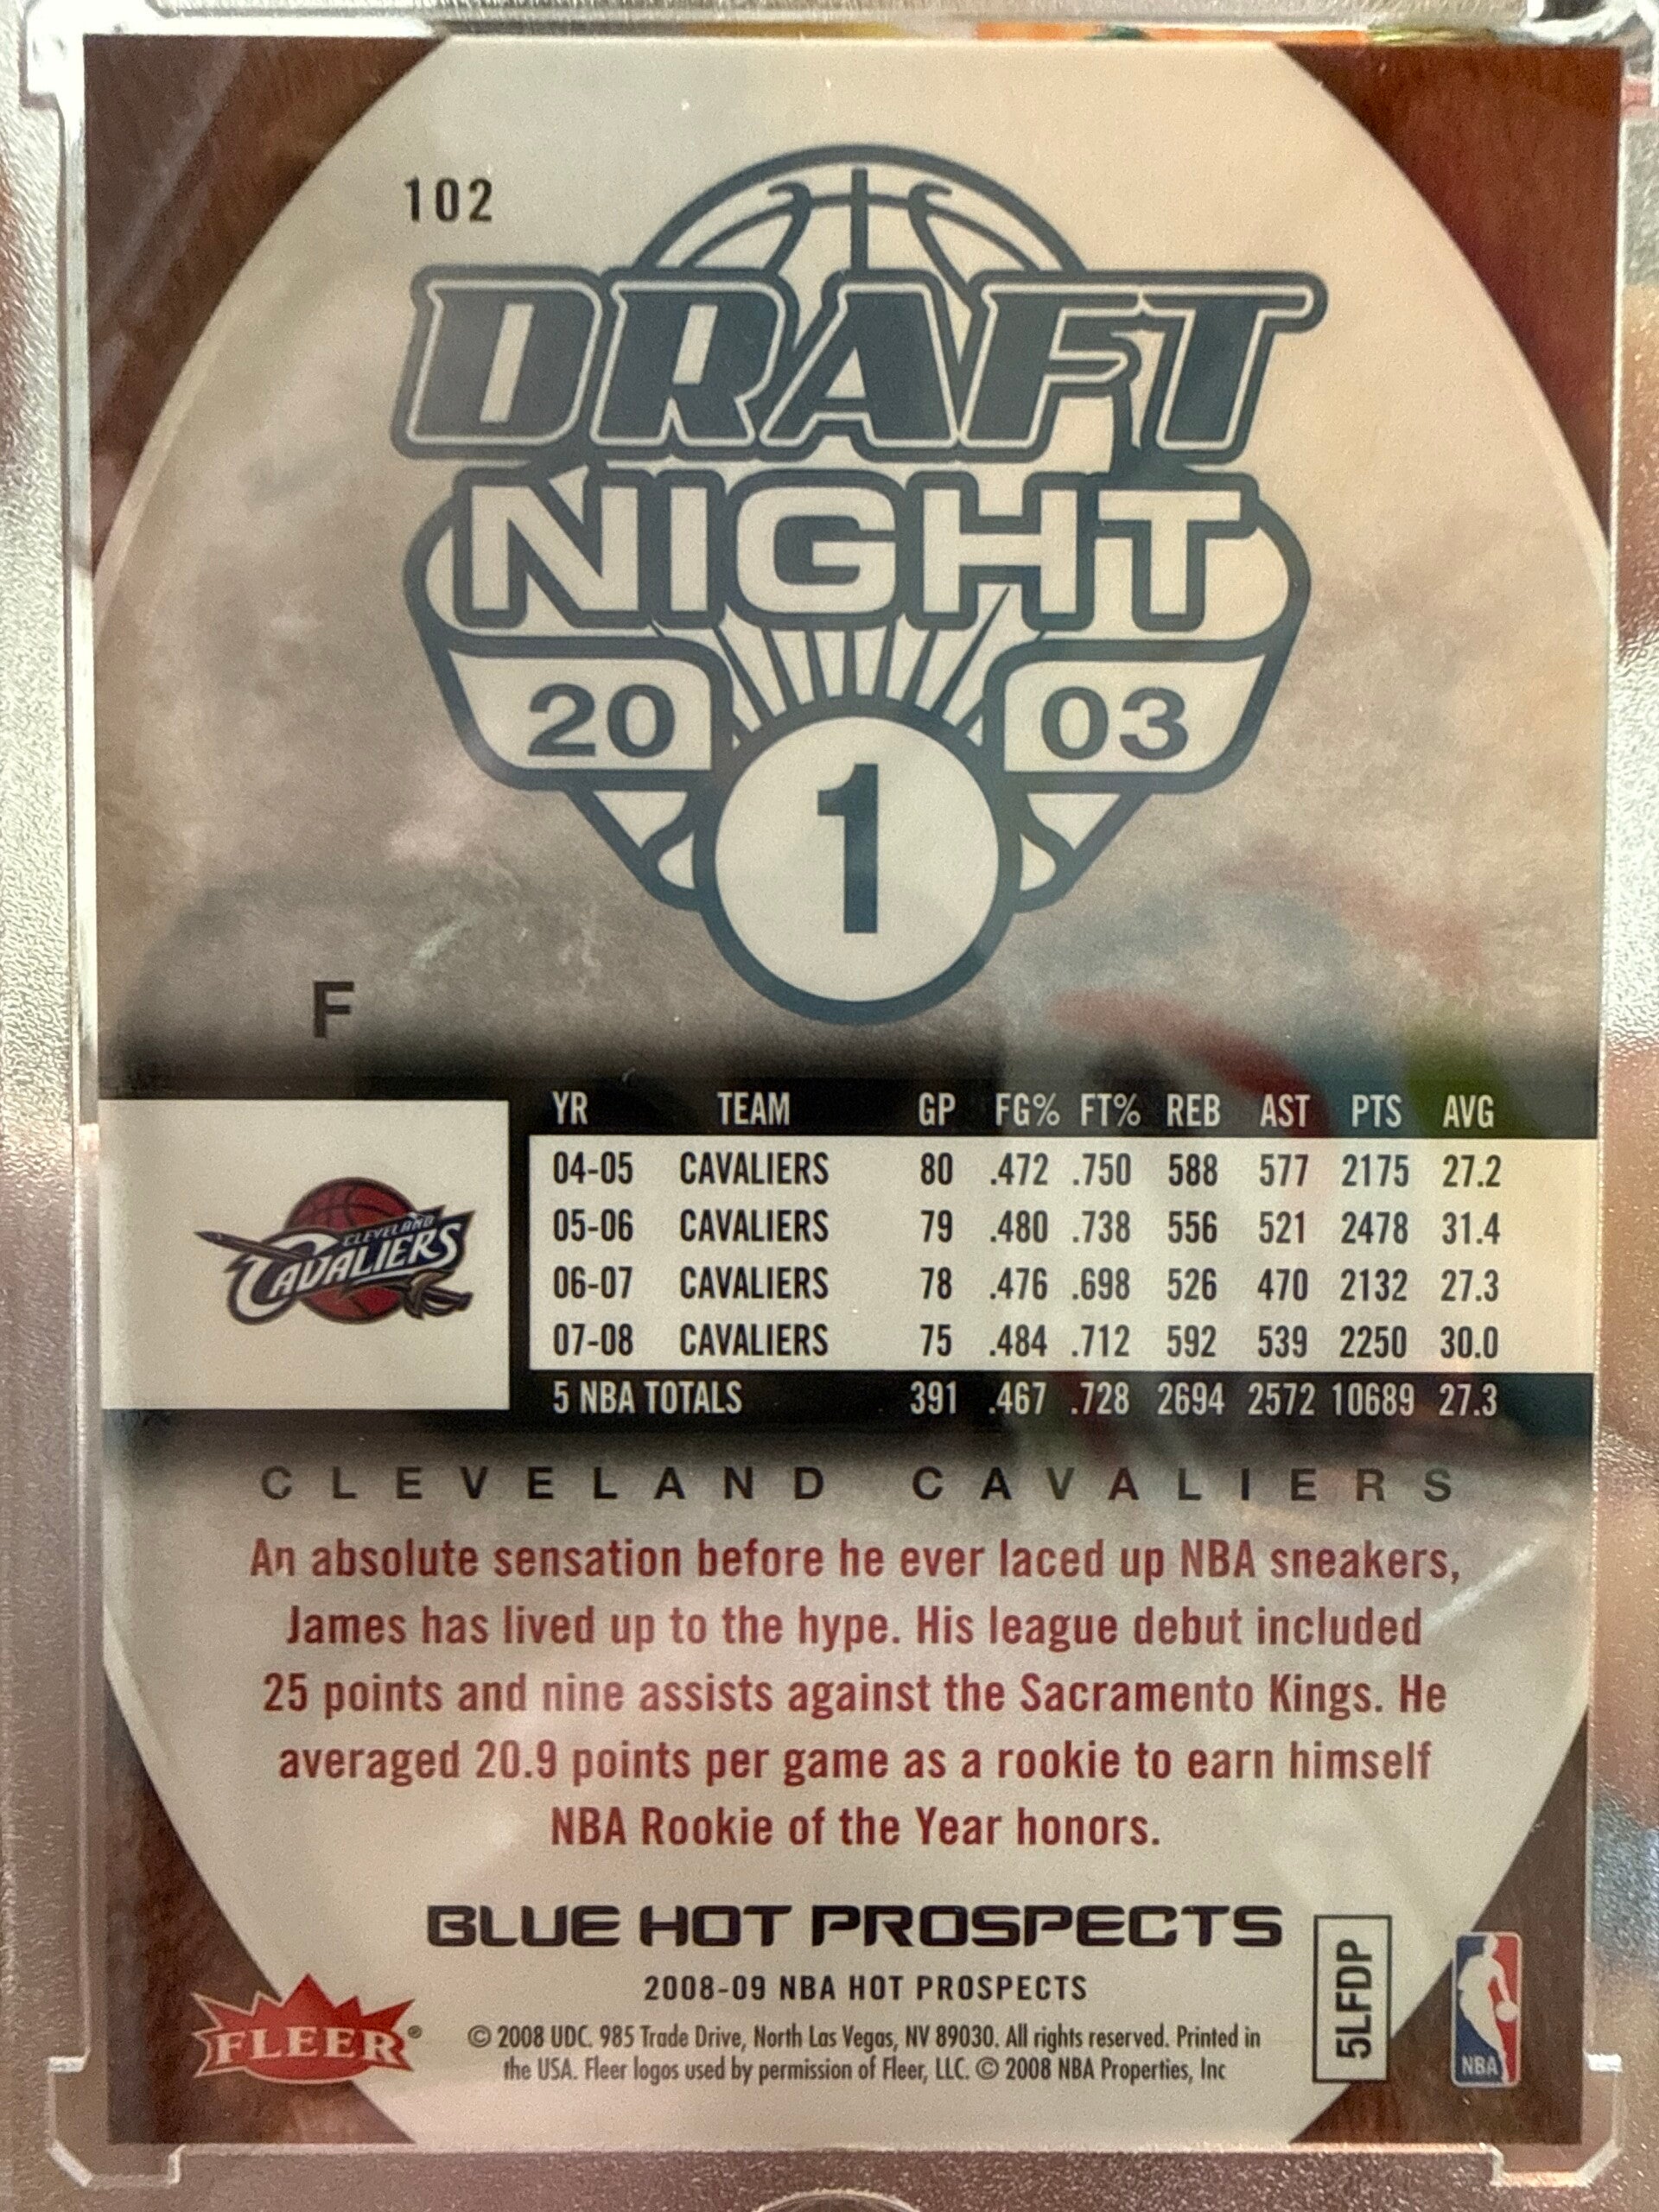 102
DRAFT
NIGHT
20 03
1
F
CLEVELAND
CAVALIERS
YR TEAM GP FG% FT% REB AST PTS AVG
04-05 CAVALIERS 80 .472 .750 588 577 2175 27.2
05-06 CAVALIERS 79 .480 .738 556 521 2478 31.4
06-07 CAVALIERS 78 .476 .698 526 470 2132 27.3
07-08 CAVALIERS 75 .484 .712 592 539 2250 30.0
5 NBA TOTALS 391 .467 .728 2694 2572 10689 27.3
CLEVELAND CAVALIERS
An absolute sensation before he ever laced up NBA sneakers,
James has lived up to the hype. His league debut included
25 points and nine assists against the Sacramento Kings. He
averaged 20.9 points per game as a rookie to earn himself
NBA Rookie of the Year honors.
BLUE HOT PROSPECTS
2008-09 NBA HOT PROSPECTS
FLEER®
© 2008 UDC. 985 Trade Drive, North Las Vegas, NV 89030. All rights reserved. Printed in
the USA. Fleer logos used by permission of Fleer, LLC. © 2008 NBA Properties, Inc
5LFDP
NBA